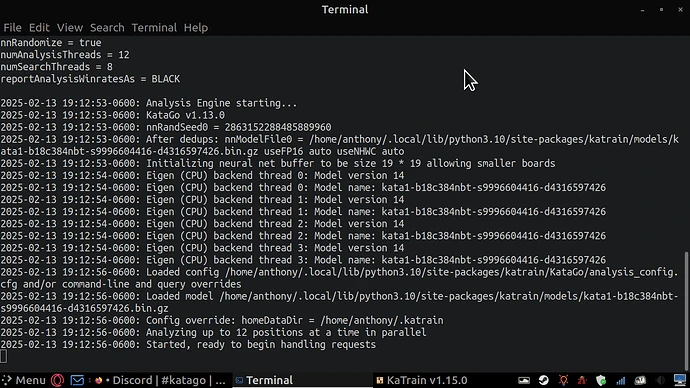 Terminal
File Edit View Search Terminal Help
nnRandomize = true
numAnalysisThreads = 12
numSearchThreads = 8
reportAnalysisWinratesAs = BLACK
2025-02-13 19:12:53-0600: Analysis Engine starting...
2025-02-13 19:12:53-0600: KataGo v1.13.0
2025-02-13 19:12:53-0600: nnRandSeed0 = 2863152288485889960
2025-02-13 19:12:53-0600: After dedups: nnModelFile0 = /home/anthony/.local/lib/python3.10/site-packages/katrain/models/k
ata1-b18c384nbt-s9996604416-d4316597426.bin.gz useFP16 auto useNHWC auto
2025-02-13 19:12:53-0600: Initializing neural net buffer to be size 19 * 19 allowing smaller boards
2025-02-13 19:12:54-0600: Eigen (CPU) backend thread 0: Model version 14
2025-02-13 19:12:54-0600: Eigen (CPU) backend thread 0: Model name: kata1-b18c384nbt-s9996604416-d4316597426
2025-02-13 19:12:54-0600: Eigen (CPU) backend thread 1: Model version 14
2025-02-13 19:12:54-0600: Eigen (CPU) backend thread 1: Model name: kata1-b18c384nbt-s9996604416-d4316597426
2025-02-13 19:12:54-0600: Eigen (CPU) backend thread 2: Model version 14
2025-02-13 19:12:54-0600: Eigen (CPU) backend thread 2: Model name: kata1-b18c384nbt-s9996604416-d4316597426
2025-02-13 19:12:54-0600: Eigen (CPU) backend thread 3: Model version 14
2025-02-13 19:12:54-0600: Eigen (CPU) backend thread 3: Model name: kata1-b18c384nbt-s9996604416-d4316597426
2025-02-13 19:12:56-0600: Loaded config /home/anthony/.local/lib/python3.10/site-packages/katrain/KataGo/analysis_config.
cfg and/or command-line and query overrides
2025-02-13 19:12:56-0600: Loaded model /home/anthony/.local/lib/python3.10/site-packages/katrain/models/kata1-b18c384nbt-
s9996604416-d4316597426.bin.gz
2025-02-13 19:12:56-0600: Config override: homeDataDir = /home/anthony/.katrain
2025-02-13 19:12:56-0600: Analyzing up to 12 positions at a time in parallel
2025-02-13 19:12:56-0600: Started, ready to begin handling requests
Menu • Discord | #katago | ... Terminal KaTrain v1.15.0